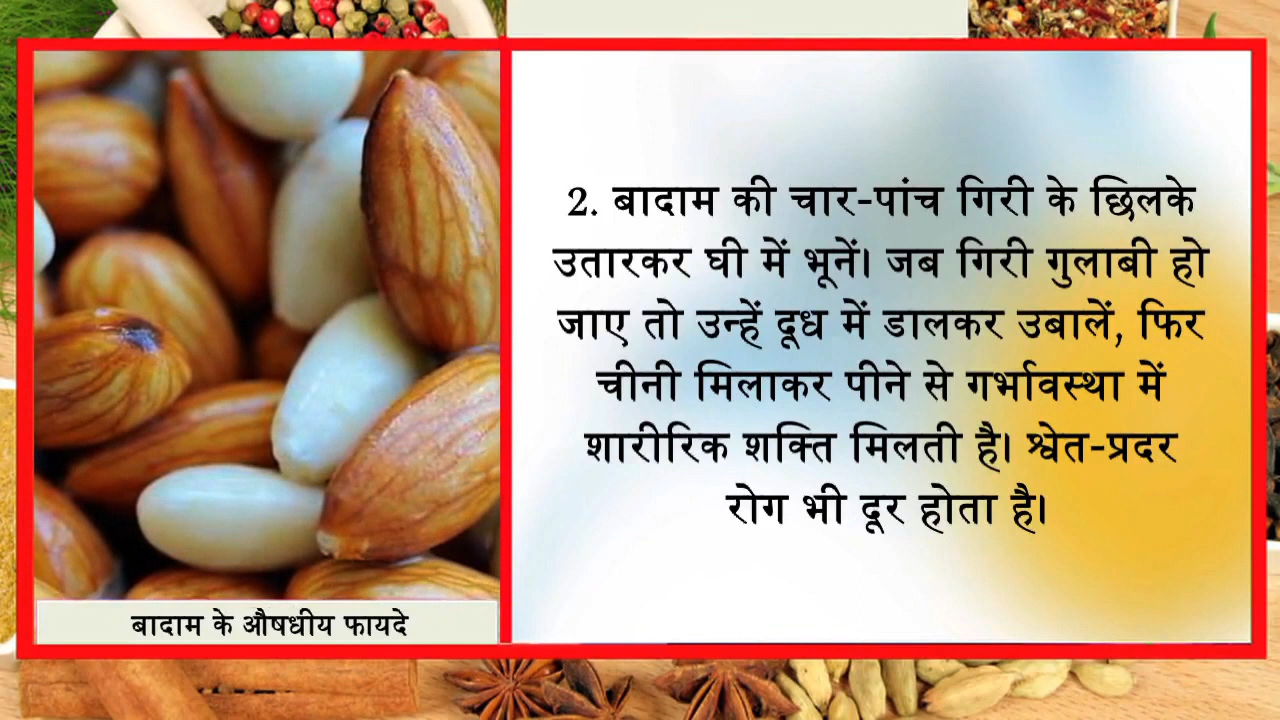 2. बादाम की चार-पांच गिरी के छिलके
उतारकर घी में भूनें। जब गिरी गुलाबी हो
जाए तो उन्हें दूध में डालकर उबालें, फिर
चीनी मिलाकर पीने से गर्भावस्था में
शारीरिक शक्ति मिलती है। श्वेत-प्रदर
रोग भी दूर होता है।
बादाम के औषधीय फायदे